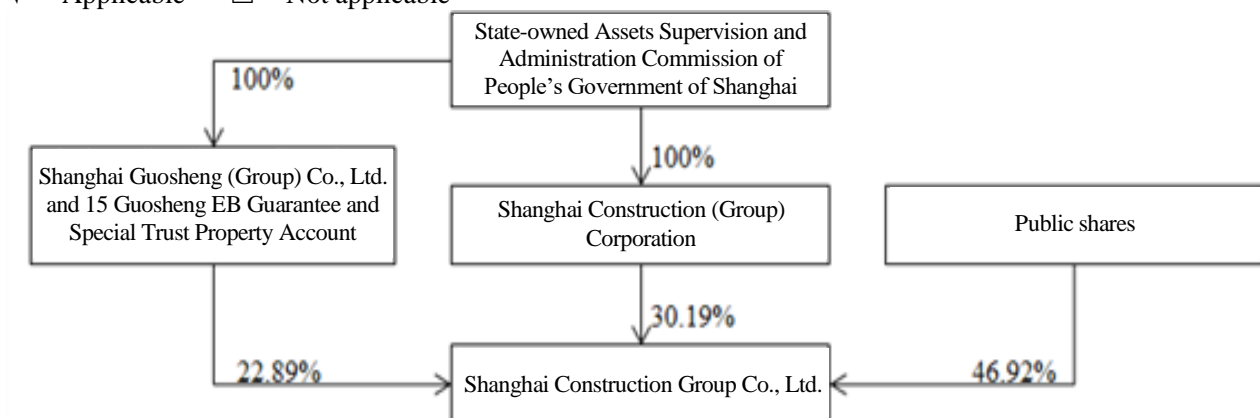 Applicable □ Not applicable
State-owned Assets Supervision and
Administration Commission of
People’s Government of Shanghai
100%
100%
Shanghai Guosheng (Group) Co., Ltd.
and 15 Guosheng EB Guarantee and
Special Trust Property Account
Shanghai Construction (Group)
Corporation
Public shares
30.19%
22.89%
46.92%
Shanghai Construction Group Co., Ltd.